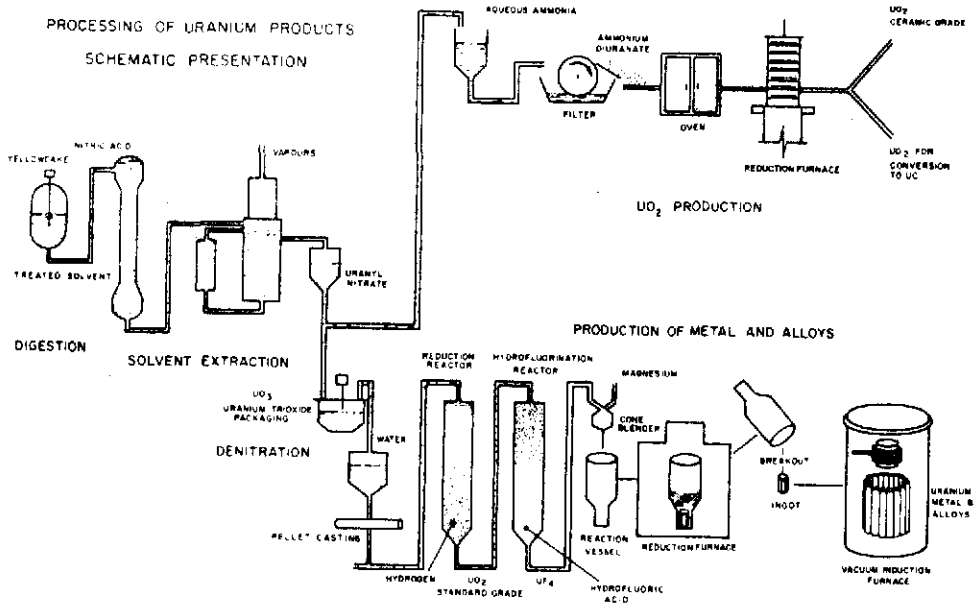 PROCESSING OF URANIUM PRODUCTS
SCHEMATIC PRESENTATION
AQUEOUS AMMONIA
AMMONIUM
DIURANATE
FILTER
OVEN
REDUCTION FURNACE
UO2
CERAMIC GRADE
UO2 FOR
CONVERSION
TO UC
UO2 PRODUCTION
YELLOWCAKE
NITRIC ACID
VAPOURS
TREATED SOLVENT
URANYL
NITRATE
DIGESTION
SOLVENT EXTRACTION
UO3
URANIUM TRIOXIDE
PACKAGING
DENITRATION
WATER
PELLET CASTING
PRODUCTION OF METAL AND ALLOYS
REDUCTION
REACTOR
HYDROFLUORINATION
REACTOR
MAGNESIUM
CONE
BLENDER
HYDROGEN
UO2
STANDARD GRADE
UF4
HYDROFLUORIC
ACID
REACTION
VESSEL
REDUCTION FURNACE
BREAKOUT
INGOT
URANIUM
METAL &
ALLOYS
VACUUM INDUCTION
FURNACE